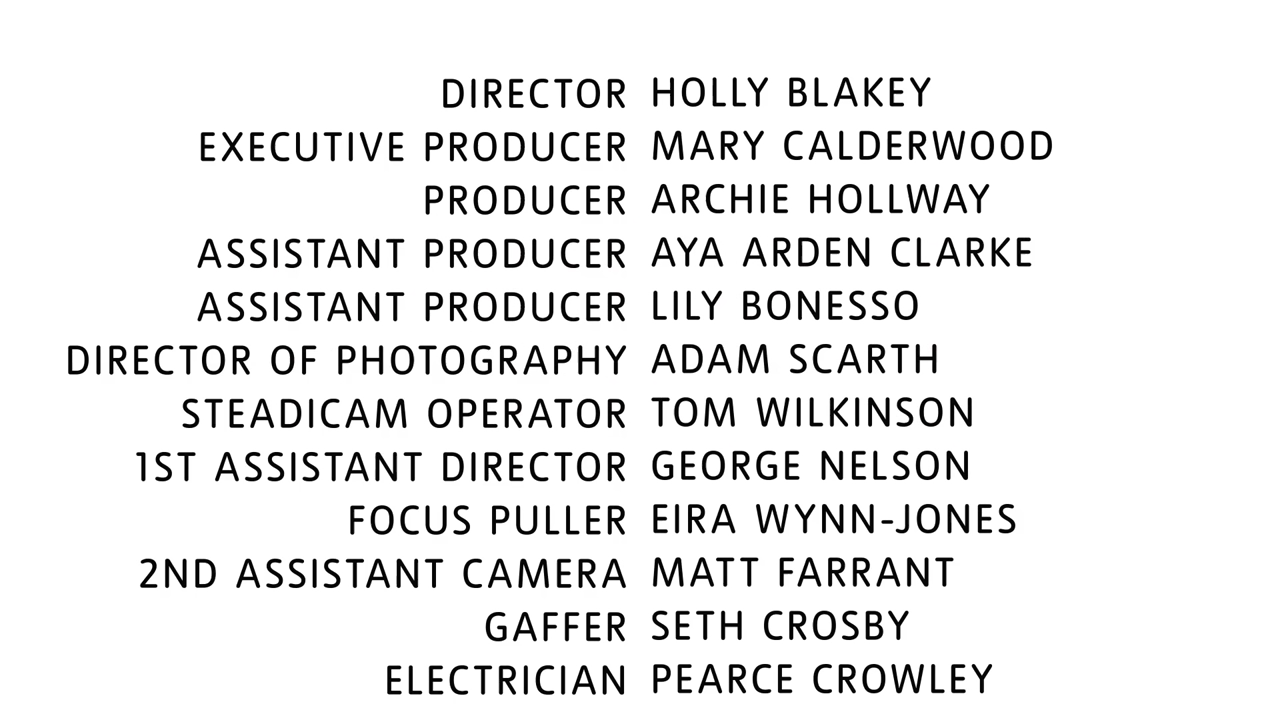 DIRECTOR HOLLY BLAKEY
EXECUTIVE PRODUCER MARY CALDERWOOD
PRODUCER ARCHIE HOLLWAY
ASSISTANT PRODUCER AYA ARDEN CLARKE
ASSISTANT PRODUCER LILY BONESSO
DIRECTOR OF PHOTOGRAPHY ADAM SCARTH
STEADICAM OPERATOR TOM WILKINSON
1ST ASSISTANT DIRECTOR GEORGE NELSON
FOCUS PULLER EIRA WYNN-JONES
2ND ASSISTANT CAMERA MATT FARRANT
GAFFER SETH CROSBY
ELECTRICIAN PEARCE CROWLEY